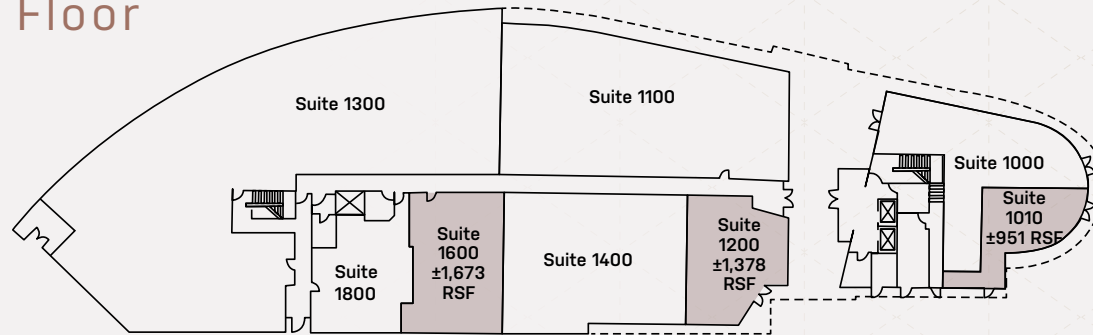 Floor
Suite 1300
Suite 1100
Suite 1000
Suite
1010
±951 RSF
Suite
1600
±1,673
RSF
Suite 1400
Suite
1200
±1,378
RSF
Suite
1800